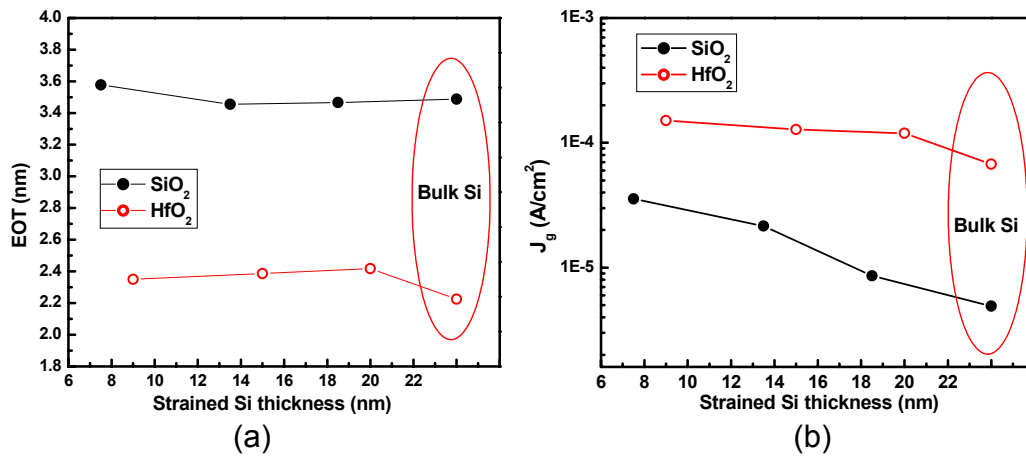 4.0
3.8
3.6
3.4
3.2
3.0
2.8
2.6
2.4
2.2
2.0
1.8
EOT (nm)
SiO₂
HfO₂
Bulk Si
6 8 10 12 14 16 18 20 22
Strained Si thickness (nm)
(a)
1E-3
1E-4
1E-5
J_g (A/cm²)
SiO₂
HfO₂
Bulk Si
6 8 10 12 14 16 18 20 22
Strained Si thickness (nm)
(b)